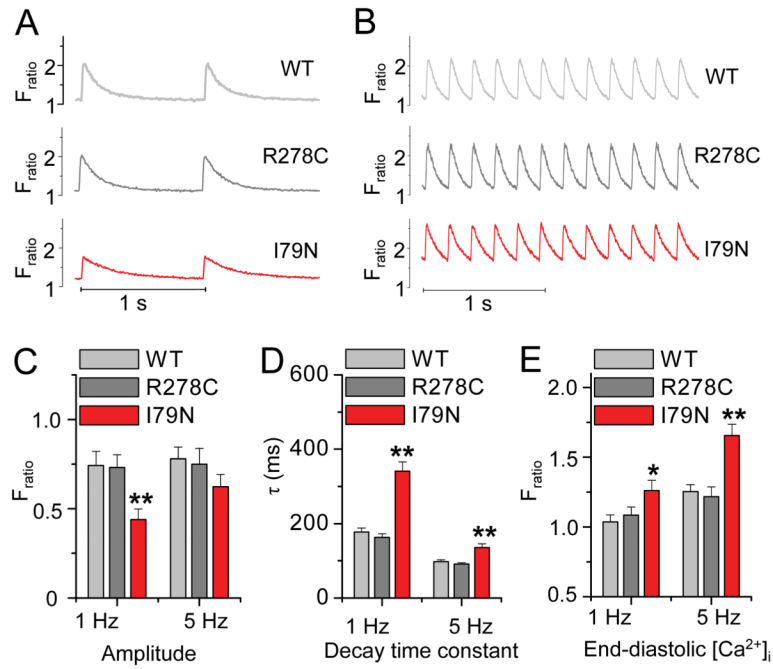 A
F_ratio
2
1
WT
F_ratio
2
1
R278C
F_ratio
2
1
I79N
1 s
B
F_ratio
2
1
WT
F_ratio
2
1
R278C
F_ratio
2
1
I79N
1 s
C
WT
R278C
I79N
F_ratio
1.0
0.5
0
**
1 Hz 5 Hz
Amplitude
D
WT
R278C
I79N
τ (ms)
600
400
200
0
**
**
1 Hz 5 Hz
Decay time constant
E
WT
R278C
I79N
F_ratio
2.0
1.5
1.0
0.5
*
**
1 Hz 5 Hz
End-diastolic [Ca²⁺]ᵢ